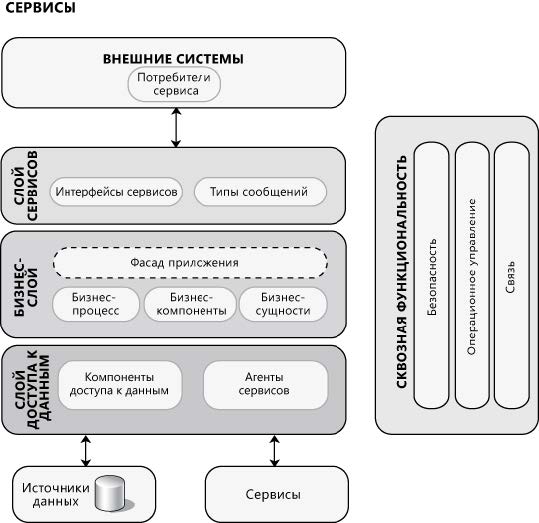 СЕРВИСЫ
ВНЕШНИЕ СИСТЕМЫ
Потребители
сервиса
СЛОЙ
СЕРВИСОВ
Интерфейсы сервисов
Типы сообщений
БИЗНЕС-
СЛОЙ
Фасад приложения
Бизнес-
процесс
Бизнес-
компоненты
Бизнес-
сущности
СЛОЙ
ДОСТУПА К
ДАННЫМ
Компоненты
доступа к данным
Агенты
сервисов
Источники
данных
Сервисы
СКВОЗНАЯ ФУНКЦИОНАЛЬНОСТЬ
Безопасность
Операционное управление
Связь